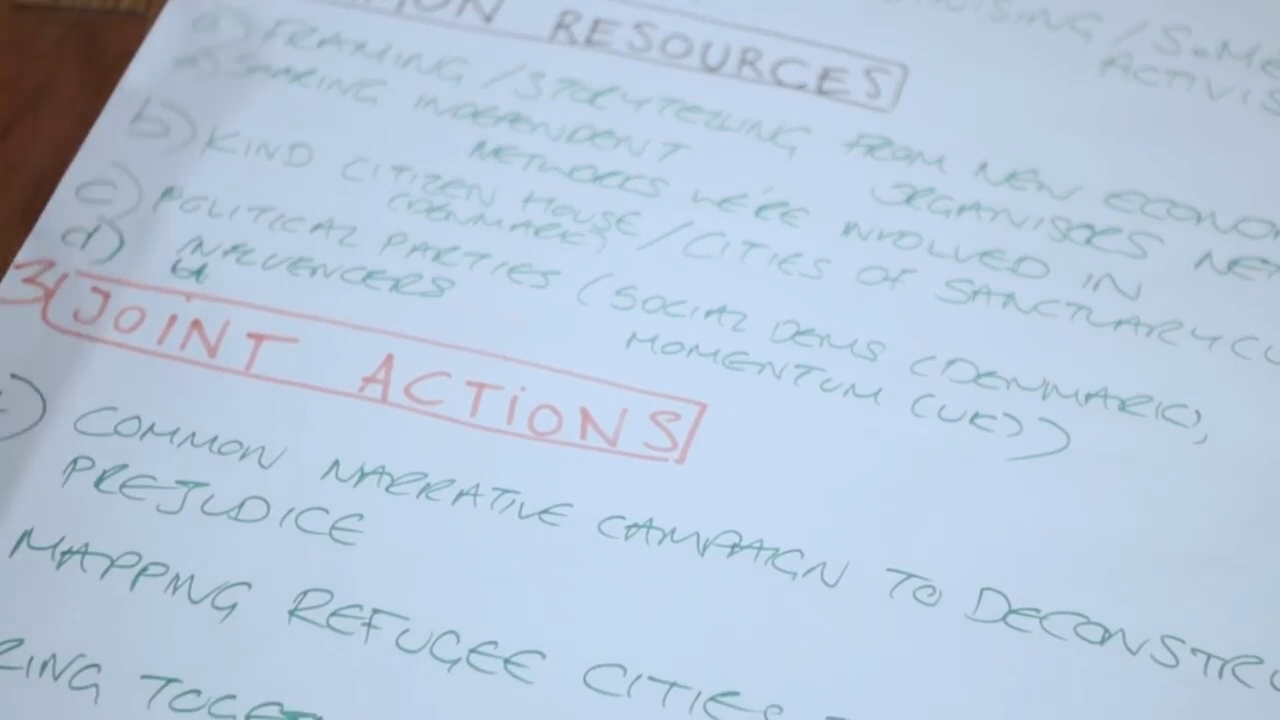 RESOURCES
ACTIVIS
a) FRAMING / STORYTELLING FROM NEW ECONO
ORGANISORS NE
SHARING INDEPENDENT
NETWORKS WE'RE INVOLVED IN
b) KIND CITIZEN HOUSE / CITIES OF SANCTUARY (U
(DENMARK)
c) POLITICAL PARTIES (SOCIAL DEMS (DENMARK),
MOMENTUM (UK))
d) INFLUENCERS
3 JOINT ACTIONS
COMMON NARRATIVE CAMPAIGN TO DECONSTRU
PREJUDICE
MAPPING REFUGEE CITIES